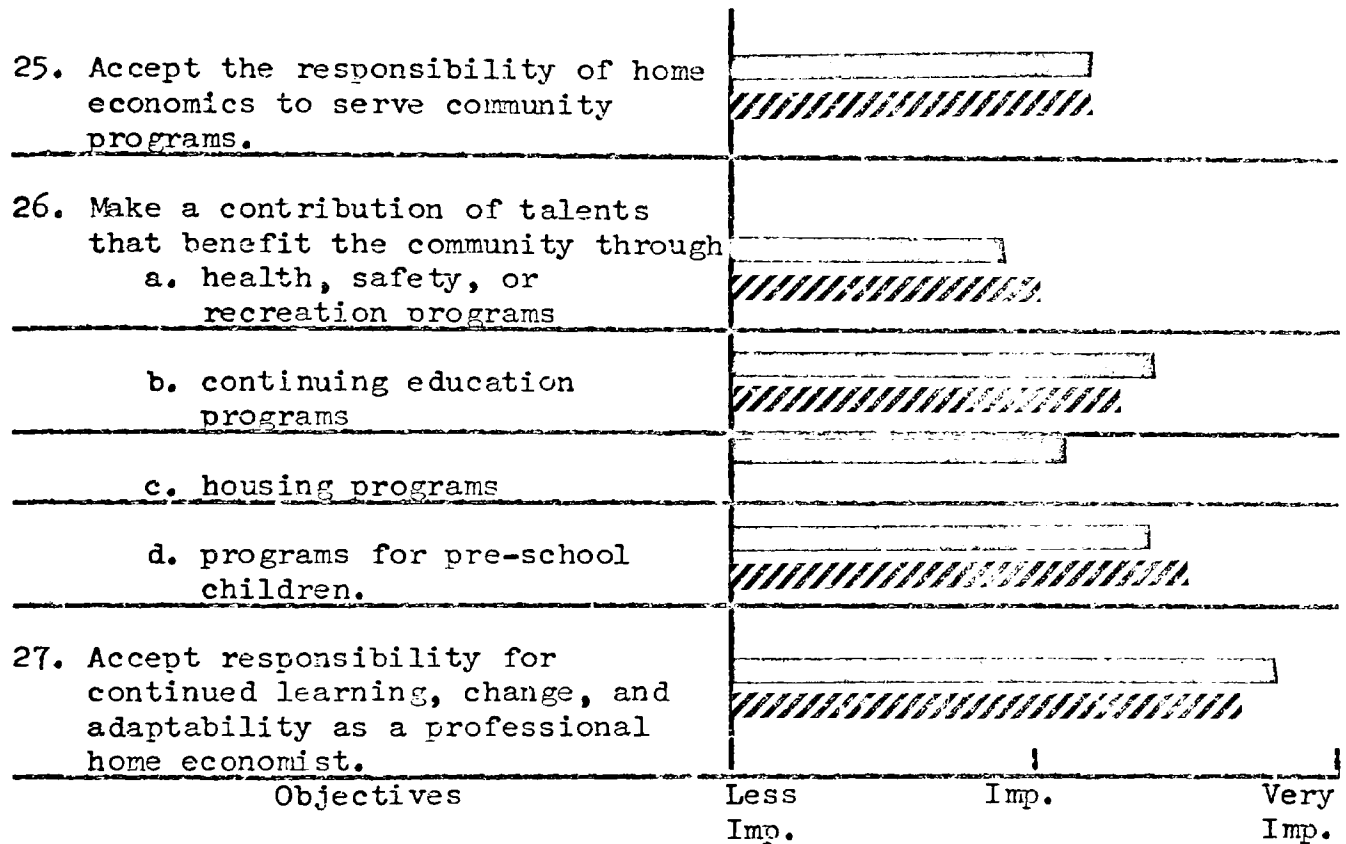 25. Accept the responsibility of home
economics to serve community
programs.
26. Make a contribution of talents
that benefit the community through
a. health, safety, or
recreation programs
b. continuing education
programs
c. housing programs
d. programs for pre-school
children.
27. Accept responsibility for
continued learning, change, and
adaptability as a professional
home economist.
Objectives
Less Imp. Very
Imp. Imp.